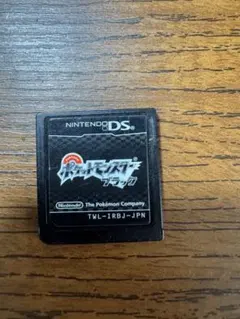 NINTENDO DS
ポケットモンスター
ブラック
Nintendo The Pokémon Company
TWL-IRBJ-JPN